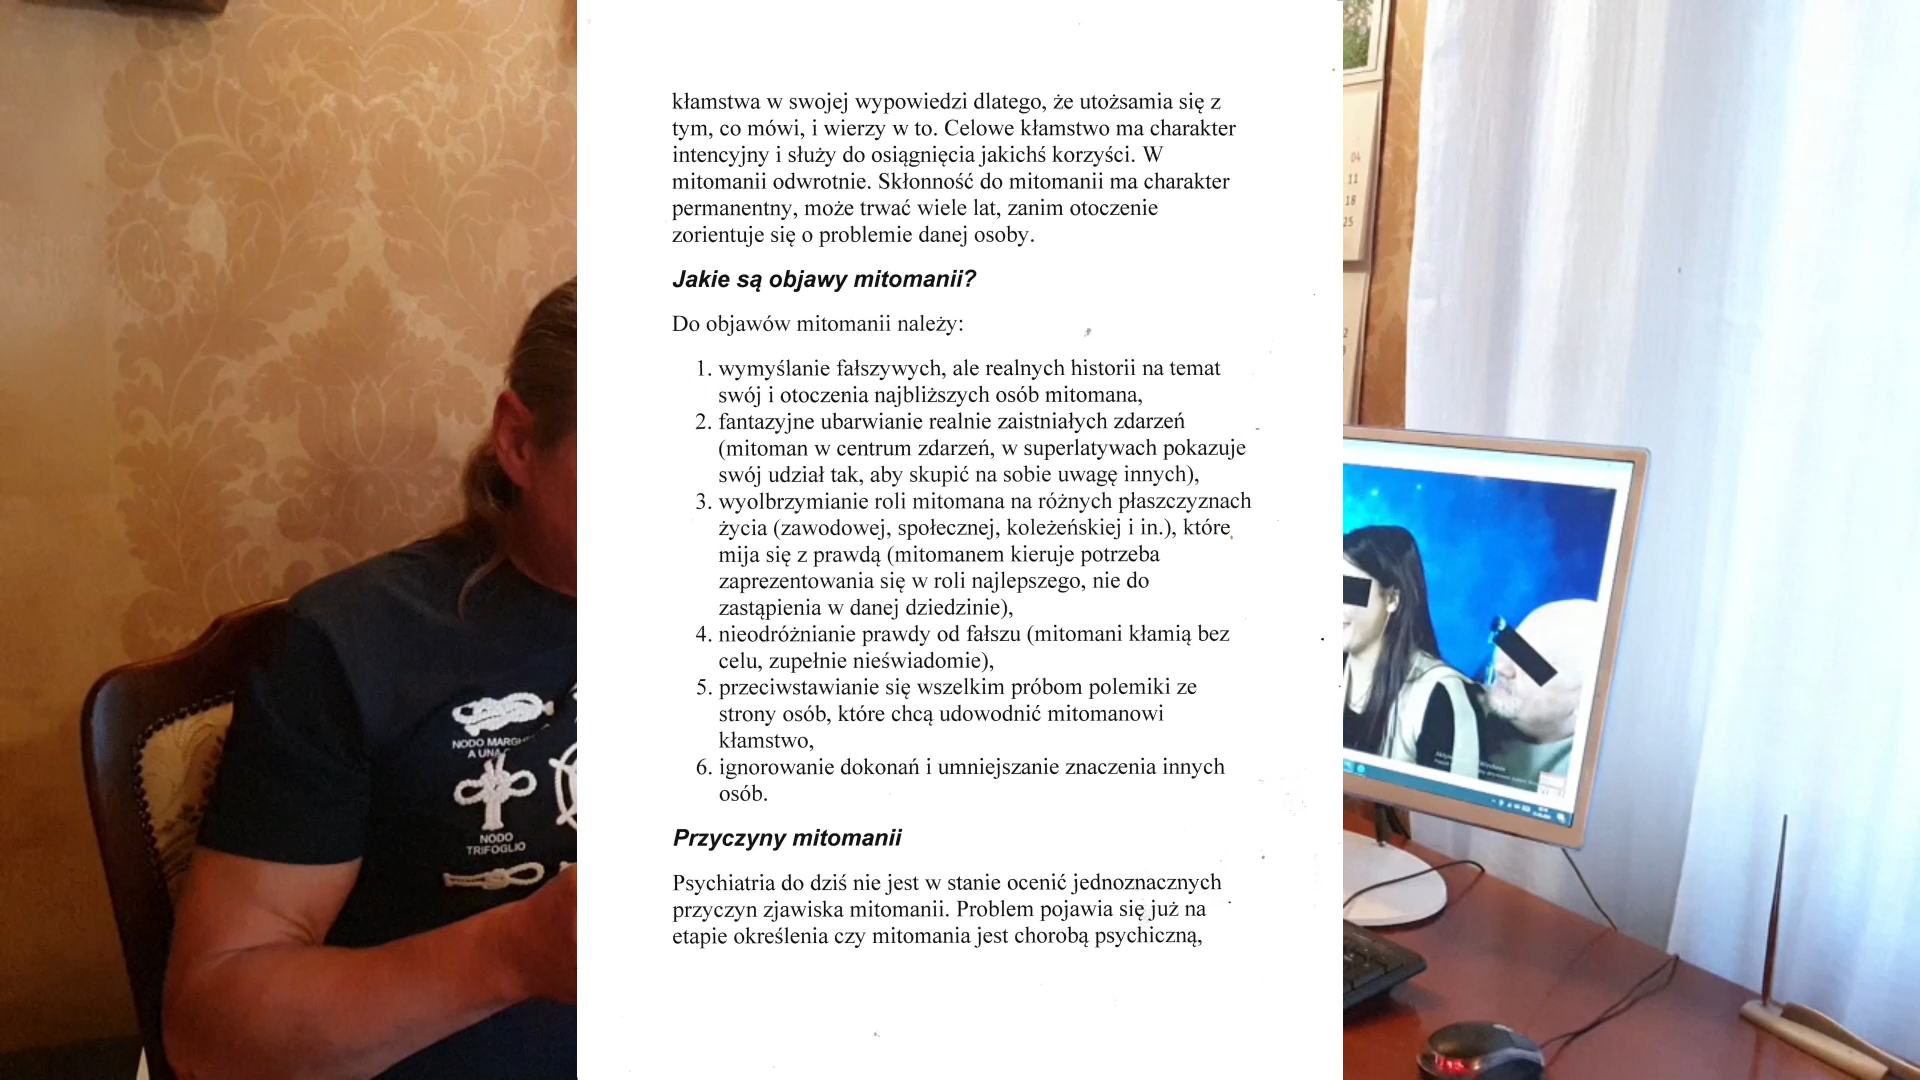 kłamstwa w swojej wypowiedzi dlatego, że utożsamia się z
tym, co mówi, i wierzy w to. Celowe kłamstwo ma charakter
intencyjny i służy do osiągnięcia jakichś korzyści. W
mitomanii odwrotnie. Skłonność do mitomanii ma charakter
permanentny, może trwać wiele lat, zanim otoczenie
zorientuje się o problemie danej osoby.
Jakie są objawy mitomanii?
Do objawów mitomanii należy:
1. wymyślanie fałszywych, ale realnych historii na temat
swój i otoczenia najbliższych osób mitomana,
2. fantazyjne ubarwianie realnie zaistniałych zdarzeń
(mitoman w centrum zdarzeń, w superlatywach pokazuje
swój udział tak, aby skupić na sobie uwagę innych),
3. wyolbrzymianie roli mitomana na różnych płaszczyznach
życia (zawodowej, społecznej, koleżeńskiej i in.), które
mija się z prawdą (mitomanem kieruje potrzeba
zaprezentowania się w roli najlepszego, nie do
zastąpienia w danej dziedzinie),
4. nieodróżnianie prawdy od fałszu (mitomani kłamią bez
celu, zupełnie nieświadomie),
5. przeciwstawianie się wszelkim próbom polemiki ze
strony osób, które chcą udowodnić mitomanowi
kłamstwo,
6. ignorowanie dokonań i umniejszanie znaczenia innych
osób.
Przyczyny mitomanii
Psychiatria do dziś nie jest w stanie ocenić jednoznacznych
przyczyn zjawiska mitomanii. Problem pojawia się już na
etapie określenia czy mitomania jest chorobą psychiczną,
NODO
A UNA
NODO
TRIFOGLIO
04
11
18
25